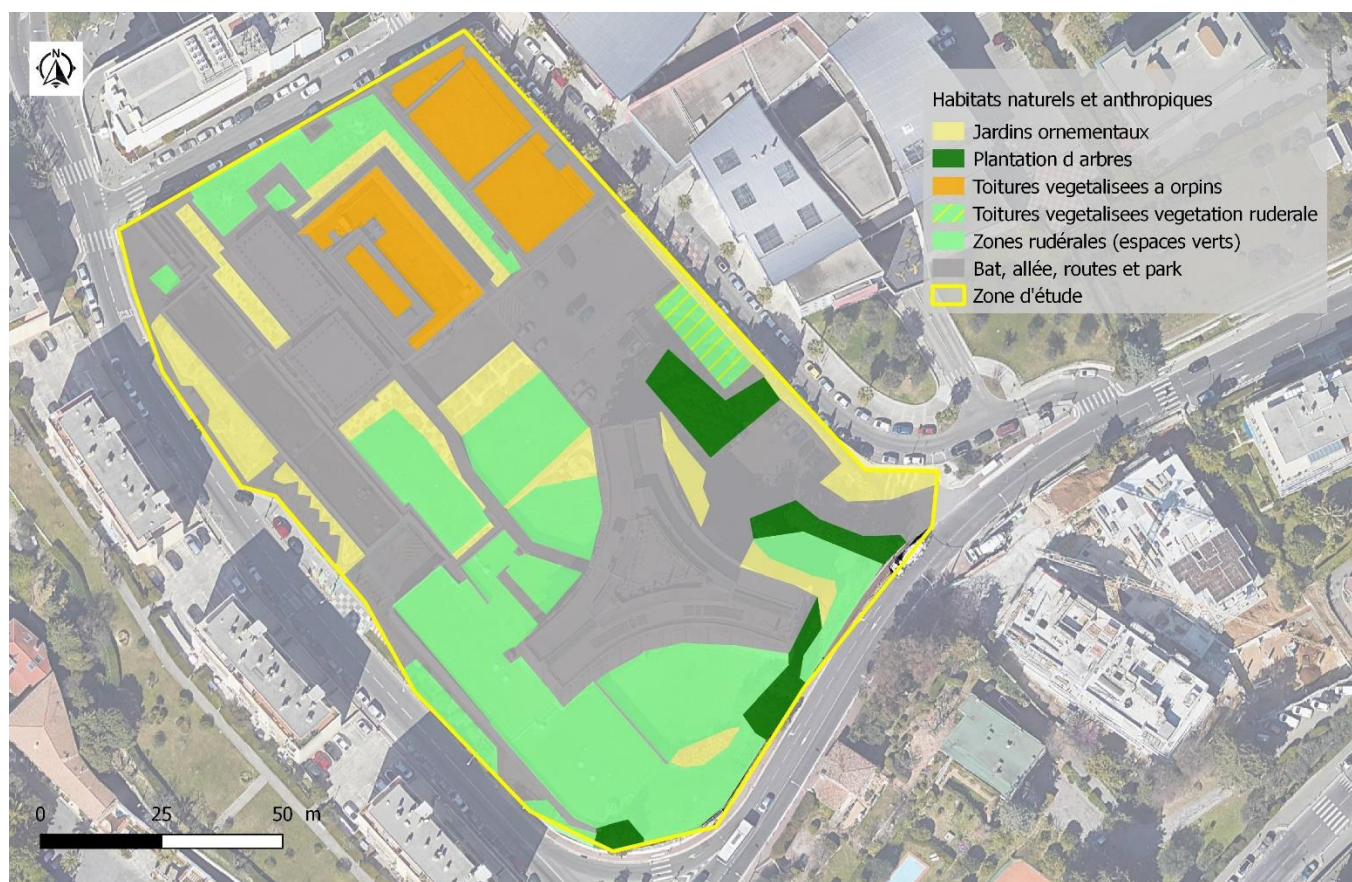 N
Habitats naturels et anthropiques
Jardins ornementaux
Plantation d arbres
Toitures vegetalisees a orpins
Toitures vegetalisees vegetation ruderale
Zones rudérales (espaces verts)
Bat, allée, routes et park
Zone d'étude
0 25 50 m